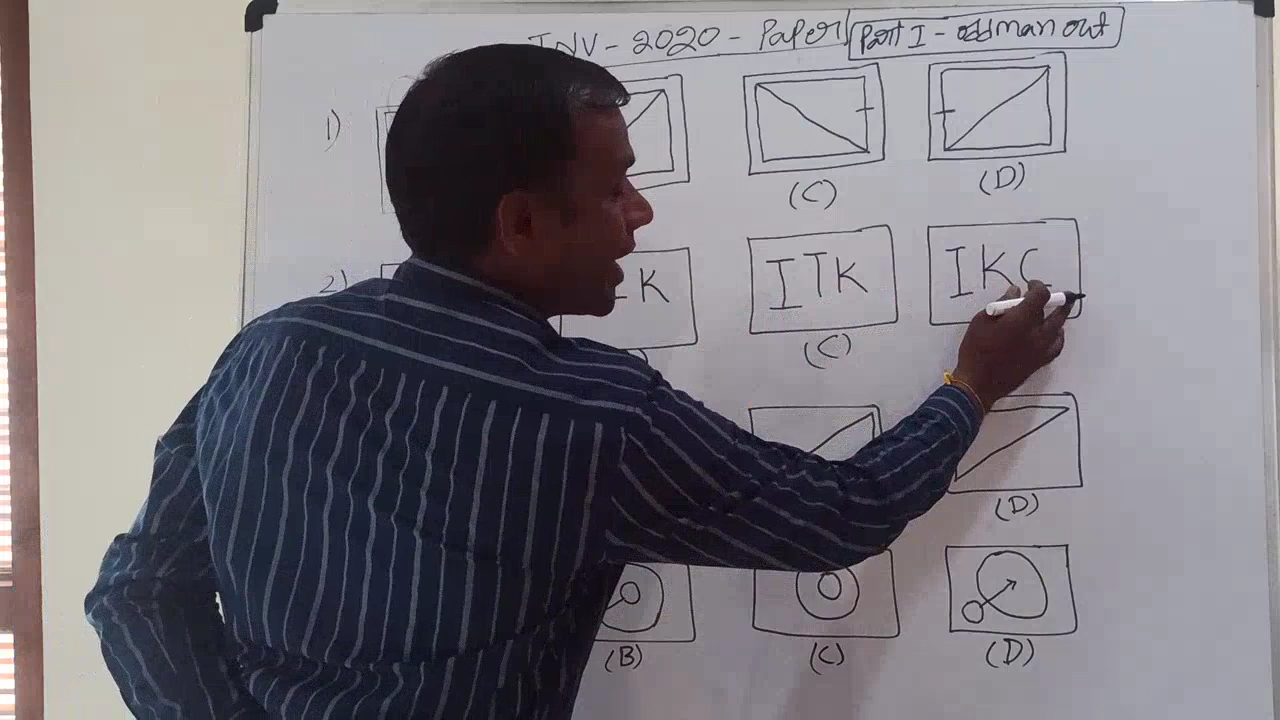 JNV - 2020 - Paper Part I - odd man out
1)
(C) (D)
2) K ITK IKC
(C)
(D)
(B) (C) (D)